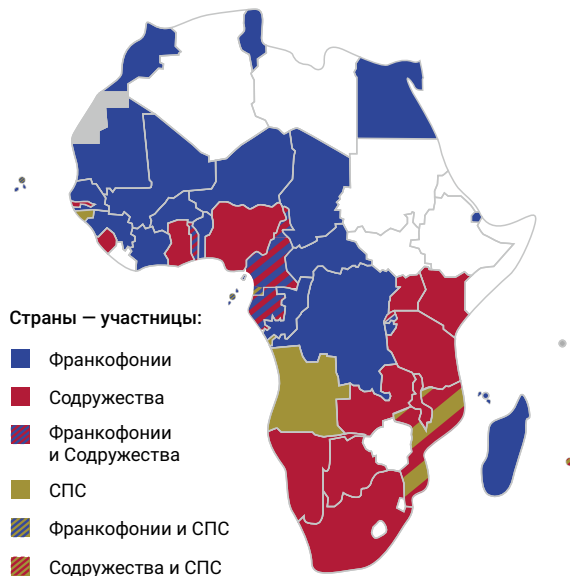 Страны — участницы:
Франкофонии
Содружества
Франкофонии
и Содружества
СПС
Франкофонии и СПС
Содружества и СПС